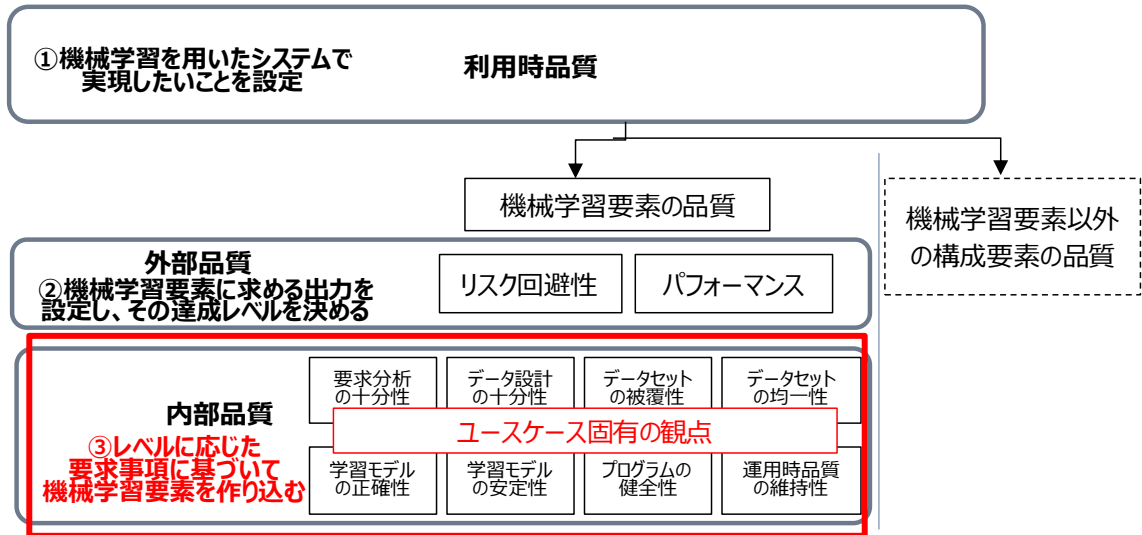 ①機械学習を用いたシステムで
実現したいことを設定
利用時品質
機械学習要素の品質
機械学習要素以外
の構成要素の品質
外部品質
②機械学習要素に求める出力を
設定し、その達成レベルを決める
リスク回避性
パフォーマンス
内部品質
③レベルに応じた
要求事項に基づいて
機械学習要素を作り込む
要求分析
の十分性
データ設計
の十分性
データセット
の被覆性
データセット
の均一性
ユースケース固有の観点
学習モデル
の正確性
学習モデル
の安定性
プログラムの
健全性
運用時品質
の維持性